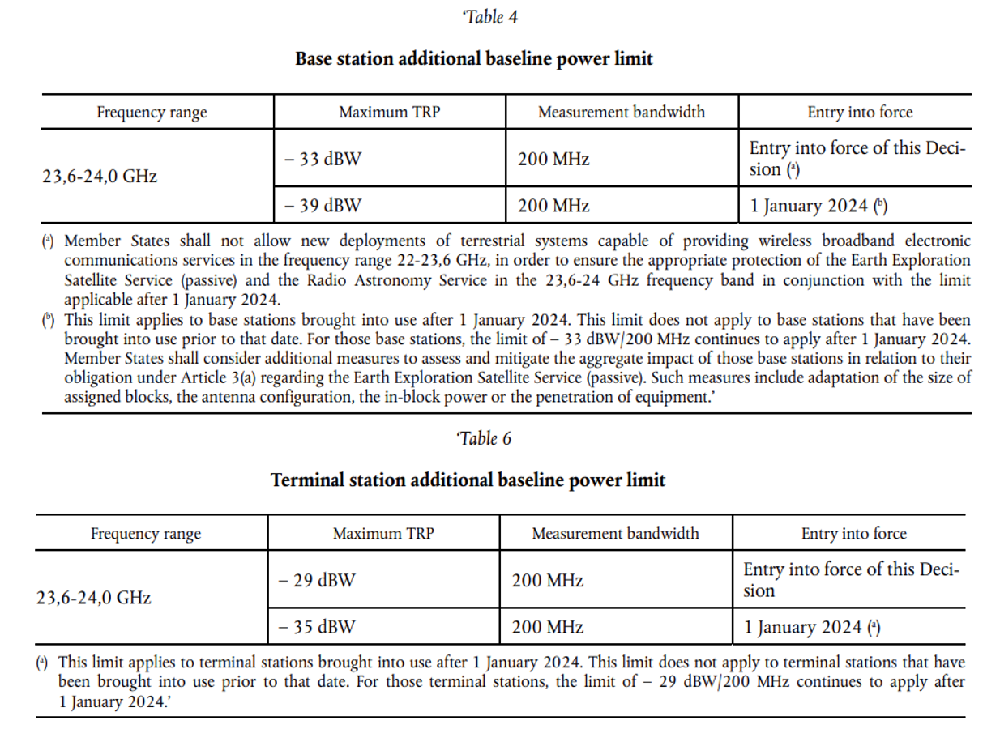 ‘Table 4
Base station additional baseline power limit
Frequency range Maximum TRP Measurement bandwidth Entry into force
23,6-24,0 GHz – 33 dBW 200 MHz Entry into force of this Deci-
sion (a)
– 39 dBW 200 MHz 1 January 2024 (b)
(a) Member States shall not allow new deployments of terrestrial systems capable of providing wireless broadband electronic
communications services in the frequency range 22-23,6 GHz, in order to ensure the appropriate protection of the Earth Exploration
Satellite Service (passive) and the Radio Astronomy Service in the 23,6-24 GHz frequency band in conjunction with the limit
applicable after 1 January 2024.
(b) This limit applies to base stations brought into use after 1 January 2024. This limit does not apply to base stations that have been
brought into use prior to that date. For those base stations, the limit of – 33 dBW/200 MHz continues to apply after 1 January 2024.
Member States shall consider additional measures to assess and mitigate the aggregate impact of those base stations in relation to their
obligation under Article 3(a) regarding the Earth Exploration Satellite Service (passive). Such measures include adaptation of the size of
assigned blocks, the antenna configuration, the in-block power or the penetration of equipment.’
‘Table 6
Terminal station additional baseline power limit
Frequency range Maximum TRP Measurement bandwidth Entry into force
23,6-24,0 GHz – 29 dBW 200 MHz Entry into force of this Deci-
sion
– 35 dBW 200 MHz 1 January 2024 (a)
(a) This limit applies to terminal stations brought into use after 1 January 2024. This limit does not apply to terminal stations that have
been brought into use prior to that date. For those terminal stations, the limit of – 29 dBW/200 MHz continues to apply after
1 January 2024.’